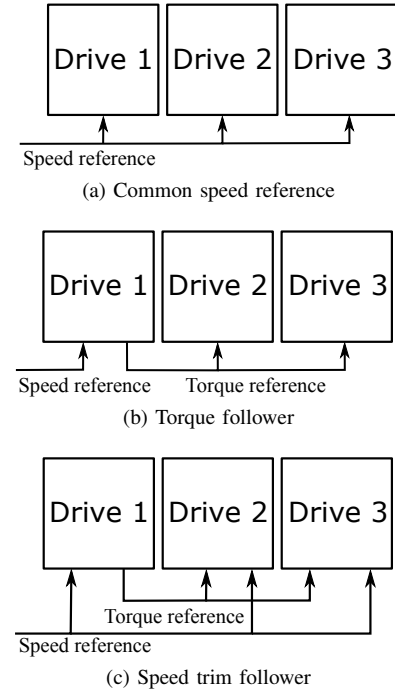 Drive 1 Drive 2 Drive 3
Speed reference
(a) Common speed reference
Drive 1 Drive 2 Drive 3
Speed reference Torque reference
(b) Torque follower
Drive 1 Drive 2 Drive 3
Torque reference
Speed reference
(c) Speed trim follower